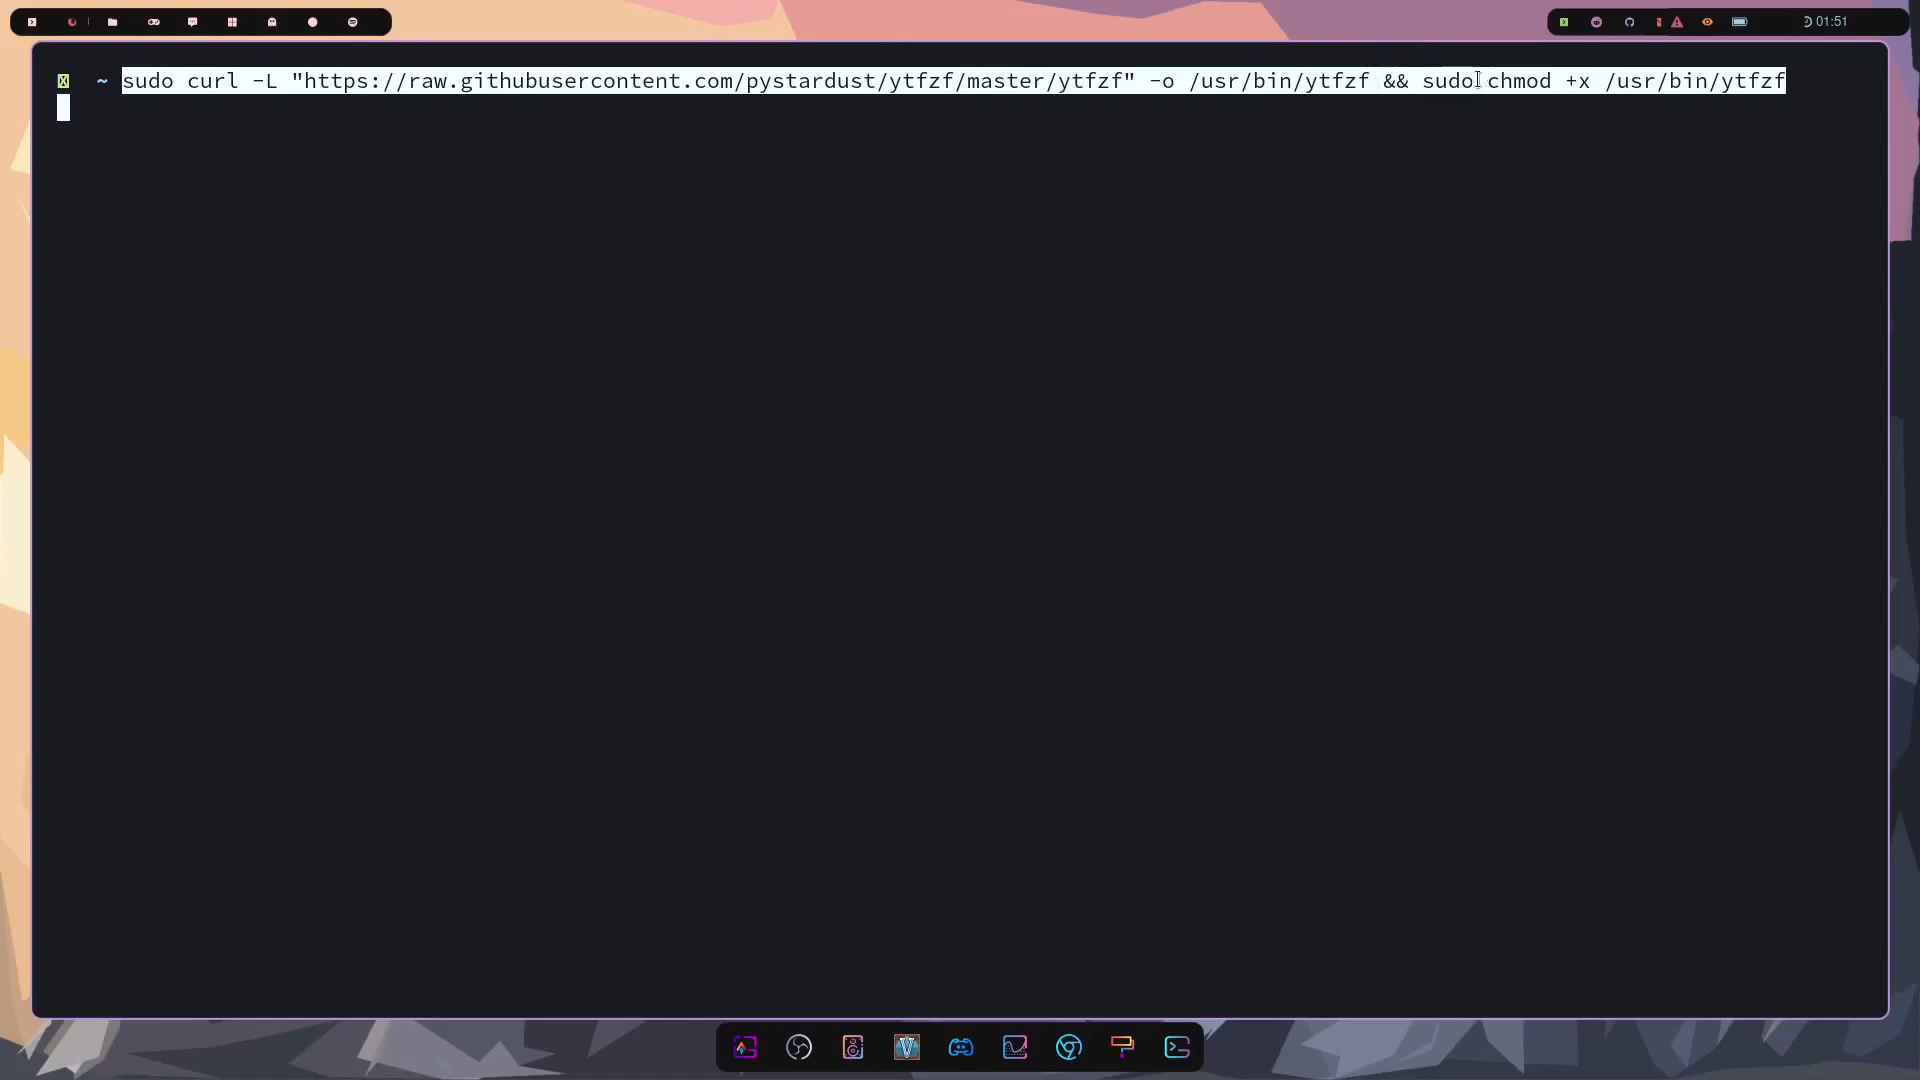 01:51
~ sudo curl -L "https://raw.githubusercontent.com/pystardust/ytfzf/master/ytfzf" -o /usr/bin/ytfzf && sudo chmod +x /usr/bin/ytfzf